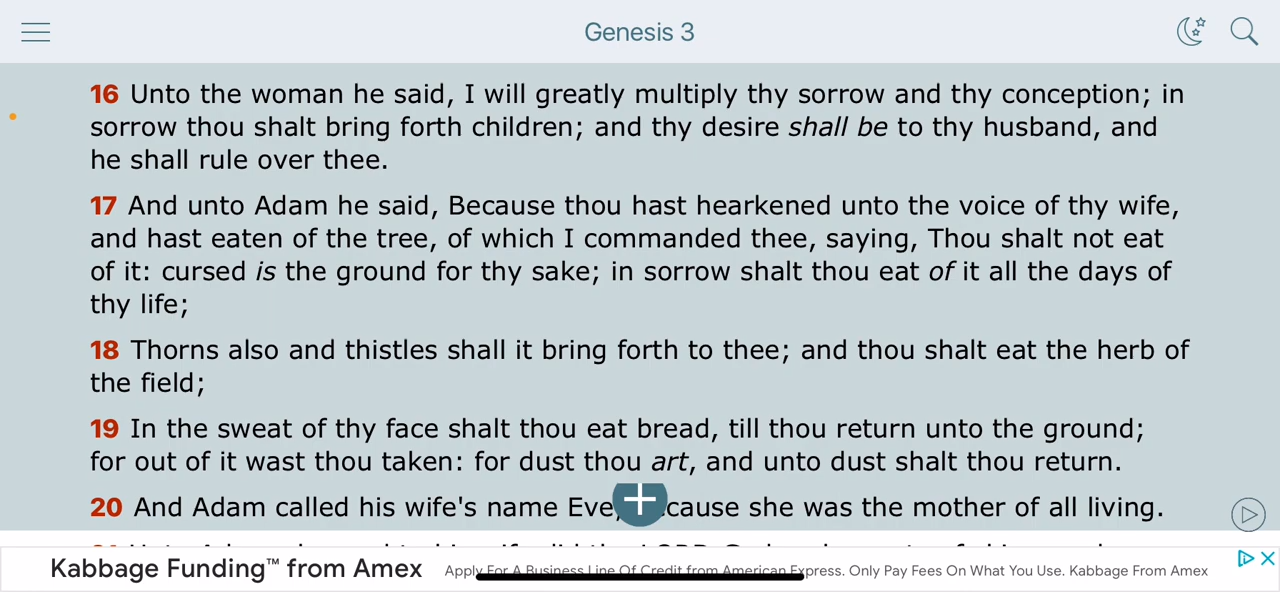 Genesis 3
16 Unto the woman he said, I will greatly multiply thy sorrow and thy conception; in
sorrow thou shalt bring forth children; and thy desire shall be to thy husband, and
he shall rule over thee.
17 And unto Adam he said, Because thou hast hearkened unto the voice of thy wife,
and hast eaten of the tree, of which I commanded thee, saying, Thou shalt not eat
of it: cursed is the ground for thy sake; in sorrow shalt thou eat of it all the days of
thy life;
18 Thorns also and thistles shall it bring forth to thee; and thou shalt eat the herb of
the field;
19 In the sweat of thy face shalt thou eat bread, till thou return unto the ground;
for out of it wast thou taken: for dust thou art, and unto dust shalt thou return.
20 And Adam called his wife's name Eve, because she was the mother of all living.
Kabbage Funding™ from Amex
Apply For A Business Line Of Credit from American Express. Only Pay Fees On What You Use. Kabbage From Amex